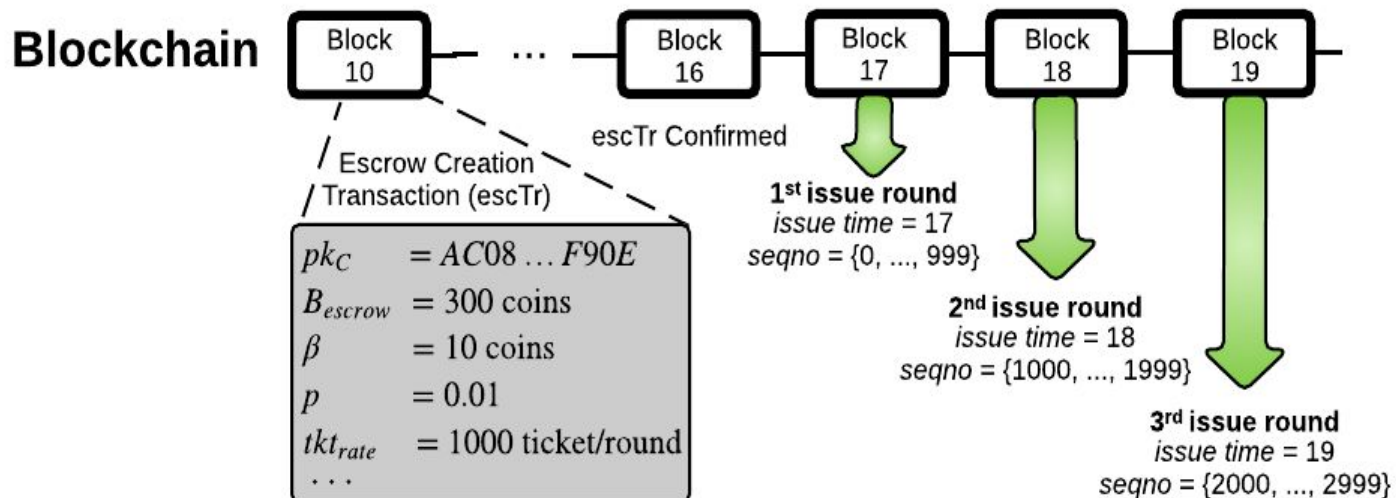 Blockchain
Block
10
...
Block
16
Block
17
Block
18
Block
19
escTr Confirmed
Escrow Creation
Transaction (escTr)
pk_C = AC08 … F90E
B_escrow = 300 coins
β = 10 coins
p = 0.01
tkt_rate = 1000 ticket/round
...
1st issue round
issue time = 17
seqno = {0, ..., 999}
2nd issue round
issue time = 18
seqno = {1000, ..., 1999}
3rd issue round
issue time = 19
seqno = {2000, ..., 2999}